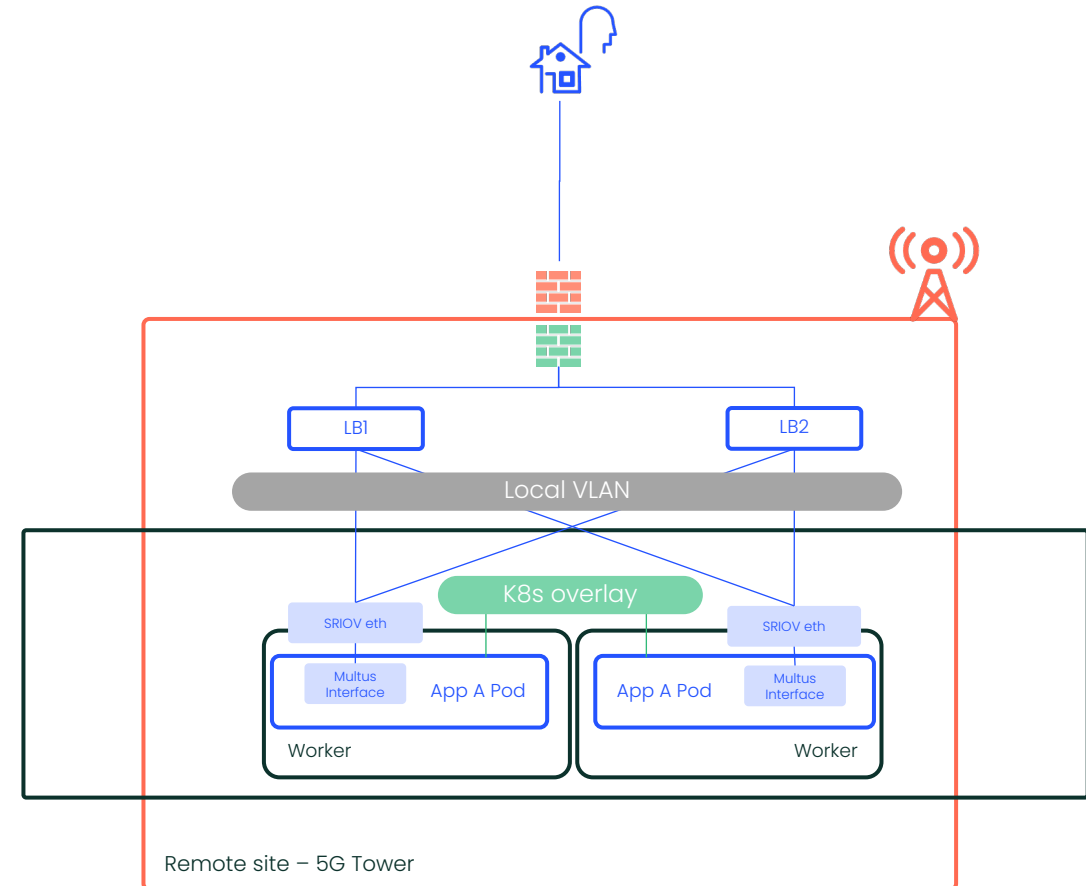 LB1
LB2
Local VLAN
K8s overlay
SRIOV eth
SRIOV eth
Multus
Interface
App A Pod
App A Pod
Multus
Interface
Worker
Worker
Remote site – 5G Tower